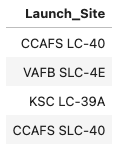 Launch_Site
CCAFS LC-40
VAFB SLC-4E
KSC LC-39A
CCAFS SLC-40